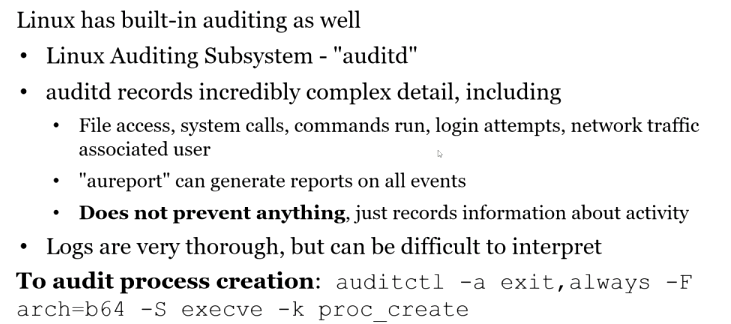 Linux has built-in auditing as well
• Linux Auditing Subsystem - "auditd"
• auditd records incredibly complex detail, including
• File access, system calls, commands run, login attempts, network traffic
associated user
• "aureport" can generate reports on all events
• Does not prevent anything, just records information about activity
• Logs are very thorough, but can be difficult to interpret
To audit process creation: auditctl -a exit,always -F
arch=b64 -S execve -k proc_create